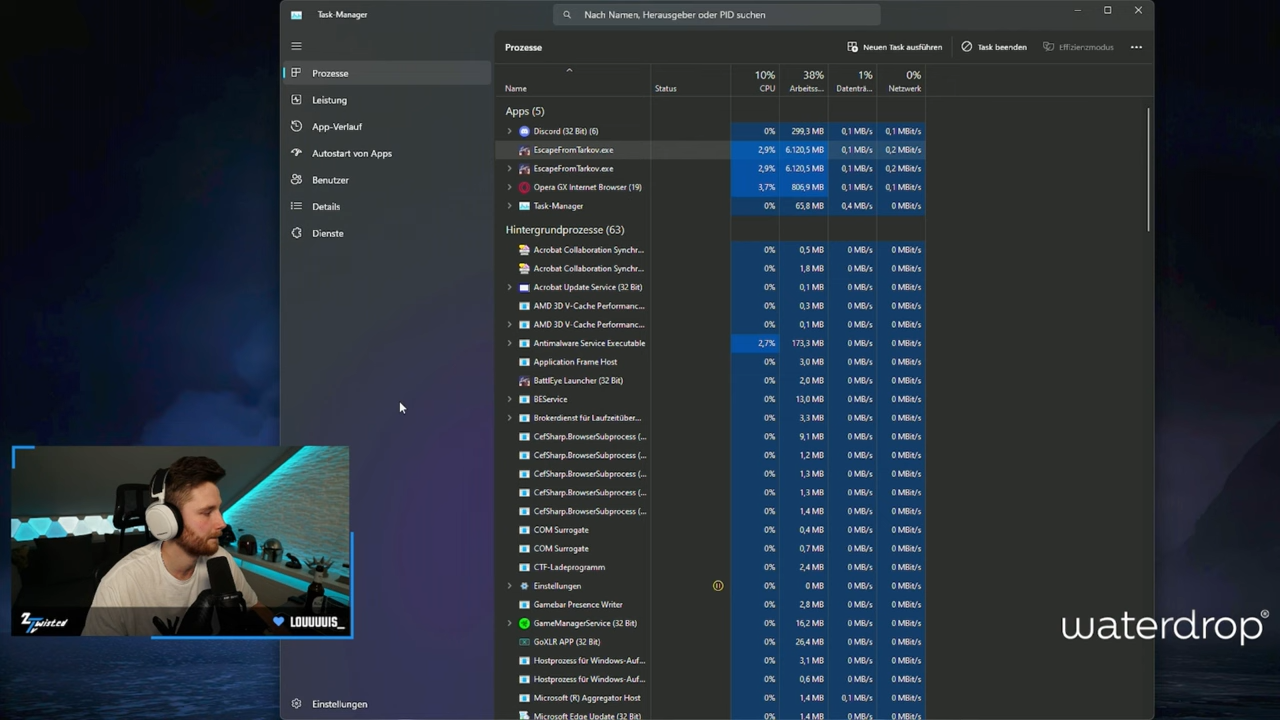 Task-Manager
Nach Namen, Herausgeber oder PID suchen
Prozesse
Neuen Task ausführen
Task beenden
Effizienzmodus
Prozesse
Leistung
App-Verlauf
Autostart von Apps
Benutzer
Details
Dienste
Einstellungen
10% 38% 1% 0%
Name Status CPU Arbeitss... Datenträ... Netzwerk
Apps (5)
Discord (32 Bit) (6) 0% 299,3 MB 0,1 MB/s 0,1 MBit/s
EscapeFromTarkov.exe 2,9% 6.120,5 MB 0,1 MB/s 0,2 MBit/s
EscapeFromTarkov.exe 2,9% 6.120,5 MB 0,1 MB/s 0,2 MBit/s
Opera GX Internet Browser (19) 3,7% 806,9 MB 0,1 MB/s 0,1 MBit/s
Task-Manager 0% 65,8 MB 0,4 MB/s 0 MBit/s
Hintergrundprozesse (63)
Acrobat Collaboration Synchr... 0% 0,5 MB 0 MB/s 0 MBit/s
Acrobat Collaboration Synchr... 0% 1,8 MB 0 MB/s 0 MBit/s
Acrobat Update Service (32 Bit) 0% 0,1 MB 0 MB/s 0 MBit/s
AMD 3D V-Cache Performanc... 0% 0,3 MB 0 MB/s 0 MBit/s
AMD 3D V-Cache Performanc... 0% 0,1 MB 0 MB/s 0 MBit/s
Antimalware Service Executable 2,7% 173,3 MB 0 MB/s 0 MBit/s
Application Frame Host 0% 3,0 MB 0 MB/s 0 MBit/s
BattlEye Launcher (32 Bit) 0% 2,0 MB 0 MB/s 0 MBit/s
BEService 0% 13,0 MB 0 MB/s 0 MBit/s
Brokerdienst für Laufzeitüber... 0% 3,3 MB 0 MB/s 0 MBit/s
CefSharp.BrowserSubprocess (... 0% 9,1 MB 0 MB/s 0 MBit/s
CefSharp.BrowserSubprocess (... 0% 1,2 MB 0 MB/s 0 MBit/s
CefSharp.BrowserSubprocess (... 0% 1,3 MB 0 MB/s 0 MBit/s
CefSharp.BrowserSubprocess (... 0% 1,3 MB 0 MB/s 0 MBit/s
CefSharp.BrowserSubprocess (... 0% 1,4 MB 0 MB/s 0 MBit/s
COM Surrogate 0% 0,4 MB 0 MB/s 0 MBit/s
COM Surrogate 0% 0,7 MB 0 MB/s 0 MBit/s
CTF-Ladeprogramm 0% 2,4 MB 0 MB/s 0 MBit/s
Einstellungen 0% 0 MB 0 MB/s 0 MBit/s
Gamebar Presence Writer 0% 2,8 MB 0 MB/s 0 MBit/s
GameManagerService (32 Bit) 0% 16,2 MB 0 MB/s 0 MBit/s
GoXLR APP (32 Bit) 0% 26,4 MB 0 MB/s 0 MBit/s
Hostprozess für Windows-Auf... 0% 3,1 MB 0 MB/s 0 MBit/s
Hostprozess für Windows-Auf... 0% 0,6 MB 0 MB/s 0 MBit/s
Microsoft (R) Aggregator Host 0% 1,4 MB 0,1 MB/s 0 MBit/s
Microsoft Edge Update (32 Bit) 0% 0,2 MB 0 MB/s 0 MBit/s
LOUUUUIS_
waterdrop®